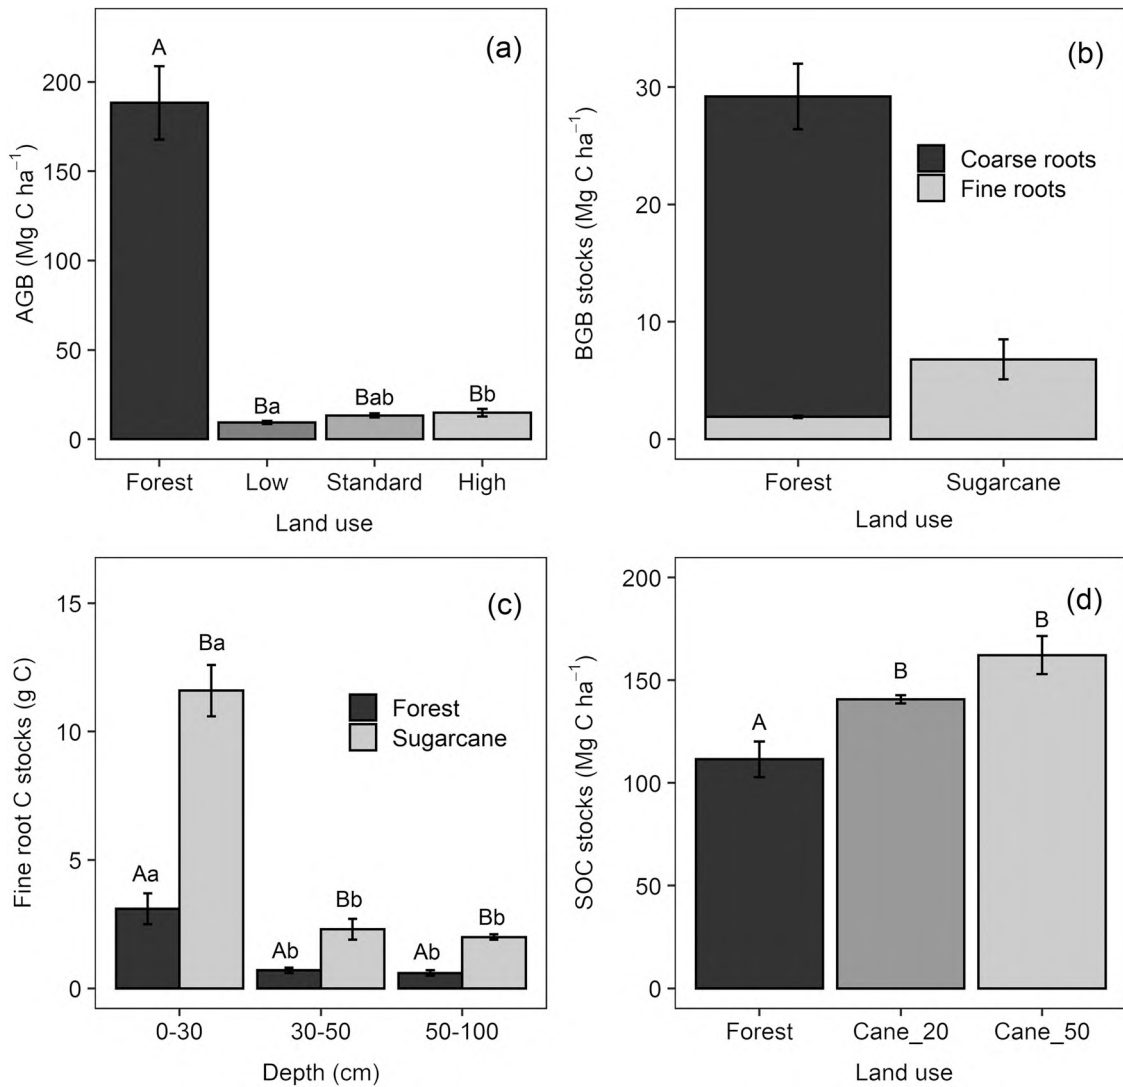 (a)
AGB (Mg C ha⁻¹)
200
150
100
50
0
A
Ba
Bab
Bb
Forest Low Standard High
Land use
(b)
BGB stocks (Mg C ha⁻¹)
30
20
10
0
Coarse roots
Fine roots
Forest Sugarcane
Land use
(c)
Fine root C stocks (g C)
15
10
5
0
Aa
Ba
Ab
Bb
Ab
Bb
Forest
Sugarcane
0-30 30-50 50-100
Depth (cm)
(d)
SOC stocks (Mg C ha⁻¹)
200
150
100
50
0
A
B
B
Forest Cane_20 Cane_50
Land use